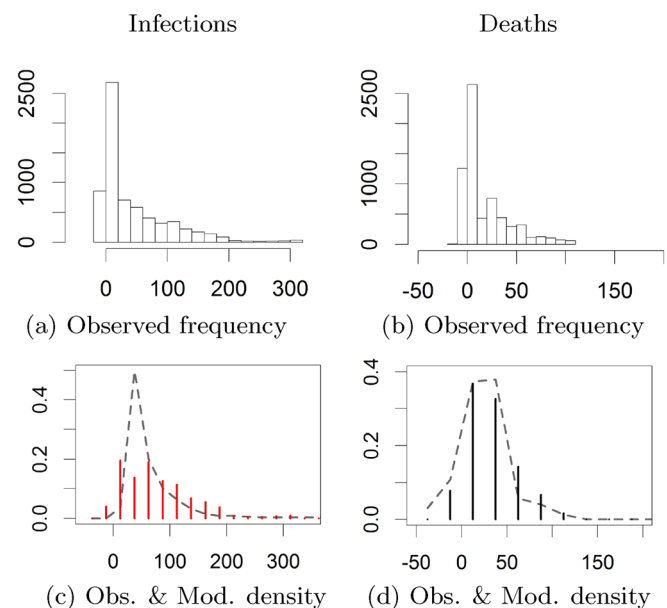 Infections Deaths
2500 2500
1000 1000
0 0
0 100 200 300 -50 0 50 150
(a) Observed frequency (b) Observed frequency
0.4 0.4
0.2 0.2
0.0 0.0
0 100 200 300 -50 0 50 150
(c) Obs. & Mod. density (d) Obs. & Mod. density